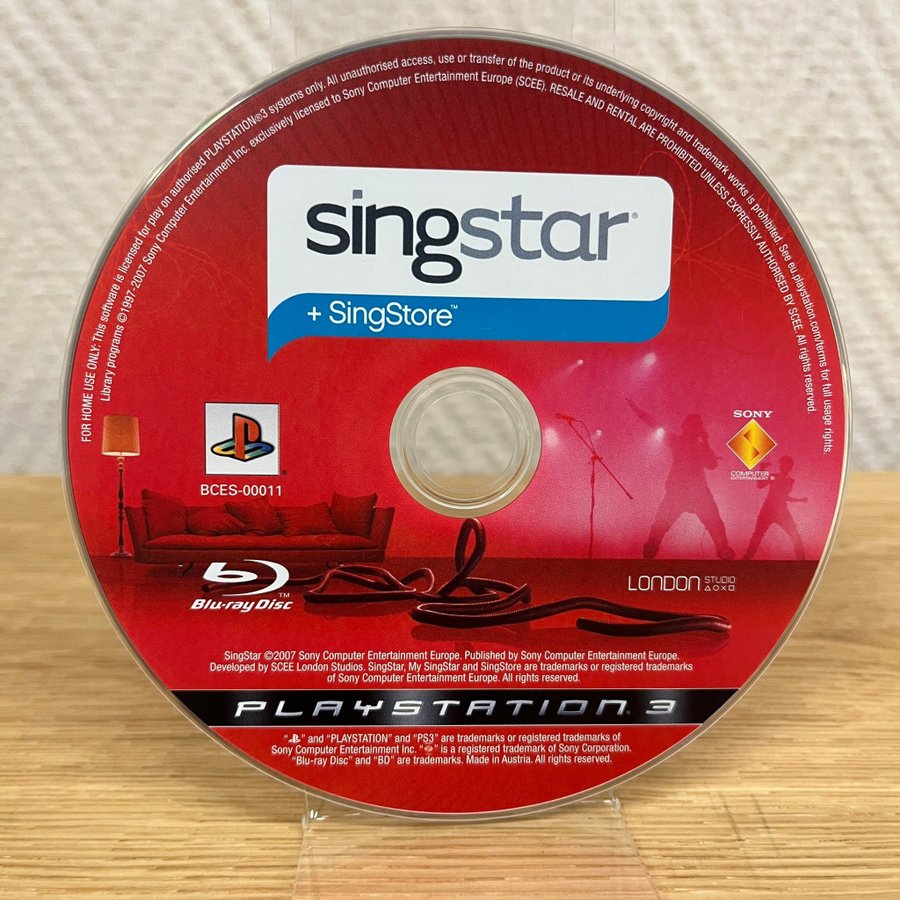 FOR HOME USE ONLY: This software is licensed for play on authorised PLAYSTATION®3 systems only. All unauthorised access, use or transfer of the product or its underlying copyright and trademark works is prohibited. See eu.playstation.com/terms for full usage rights.
Library programs ©1997-2007 Sony Computer Entertainment Inc. exclusively licensed to Sony Computer Entertainment Europe (SCEE). RESALE AND RENTAL ARE PROHIBITED UNLESS EXPRESSLY AUTHORISED BY SCEE. All rights reserved.
singstar®
+ SingStore™
SONY
COMPUTER
ENTERTAINMENT®
BCES-00011
Blu-ray Disc™
LONDON STUDIO
SingStar ©2007 Sony Computer Entertainment Europe. Published by Sony Computer Entertainment Europe.
Developed by SCEE London Studios. SingStar, My SingStar and SingStore are trademarks or registered trademarks
of Sony Computer Entertainment Europe. All rights reserved.
PLAYSTATION® 3
" " and "PLAYSTATION" and "PS3" are trademarks or registered trademarks of
Sony Computer Entertainment Inc. " " is a registered trademark of Sony Corporation.
"Blu-ray Disc" and "BD" are trademarks. Made in Austria. All rights reserved.